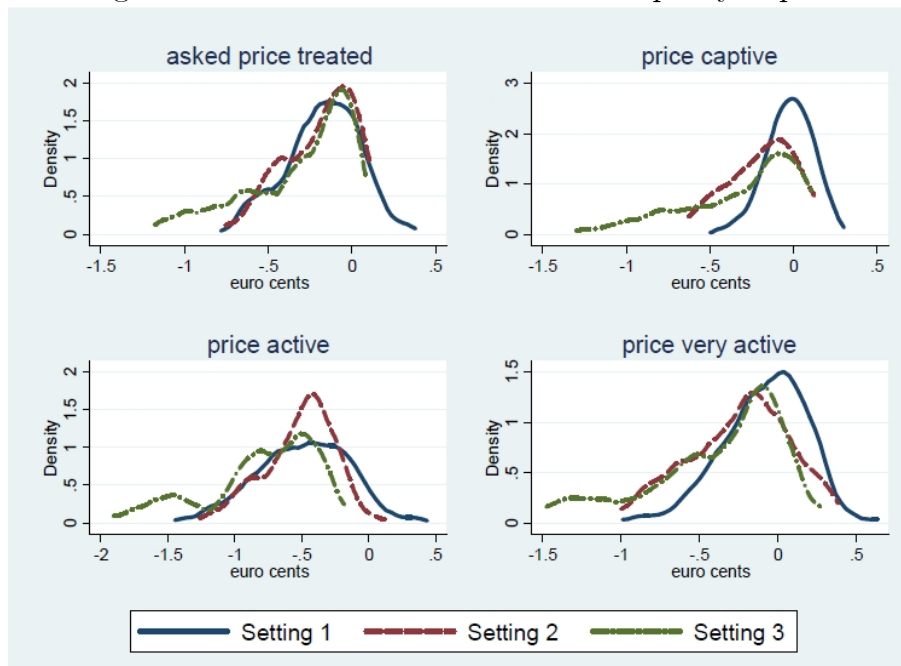 asked price treated
2
1.5
1
.5
0
Density
-1.5 -1 -.5 0 .5
euro cents
price captive
3
2
1
0
Density
-1.5 -1 -.5 0 .5
euro cents
price active
2
1.5
1
.5
0
Density
-2 -1.5 -1 -.5 0 .5
euro cents
price very active
1.5
1
.5
0
Density
-1.5 -1 -.5 0 .5
euro cents
Setting 1 Setting 2 Setting 3